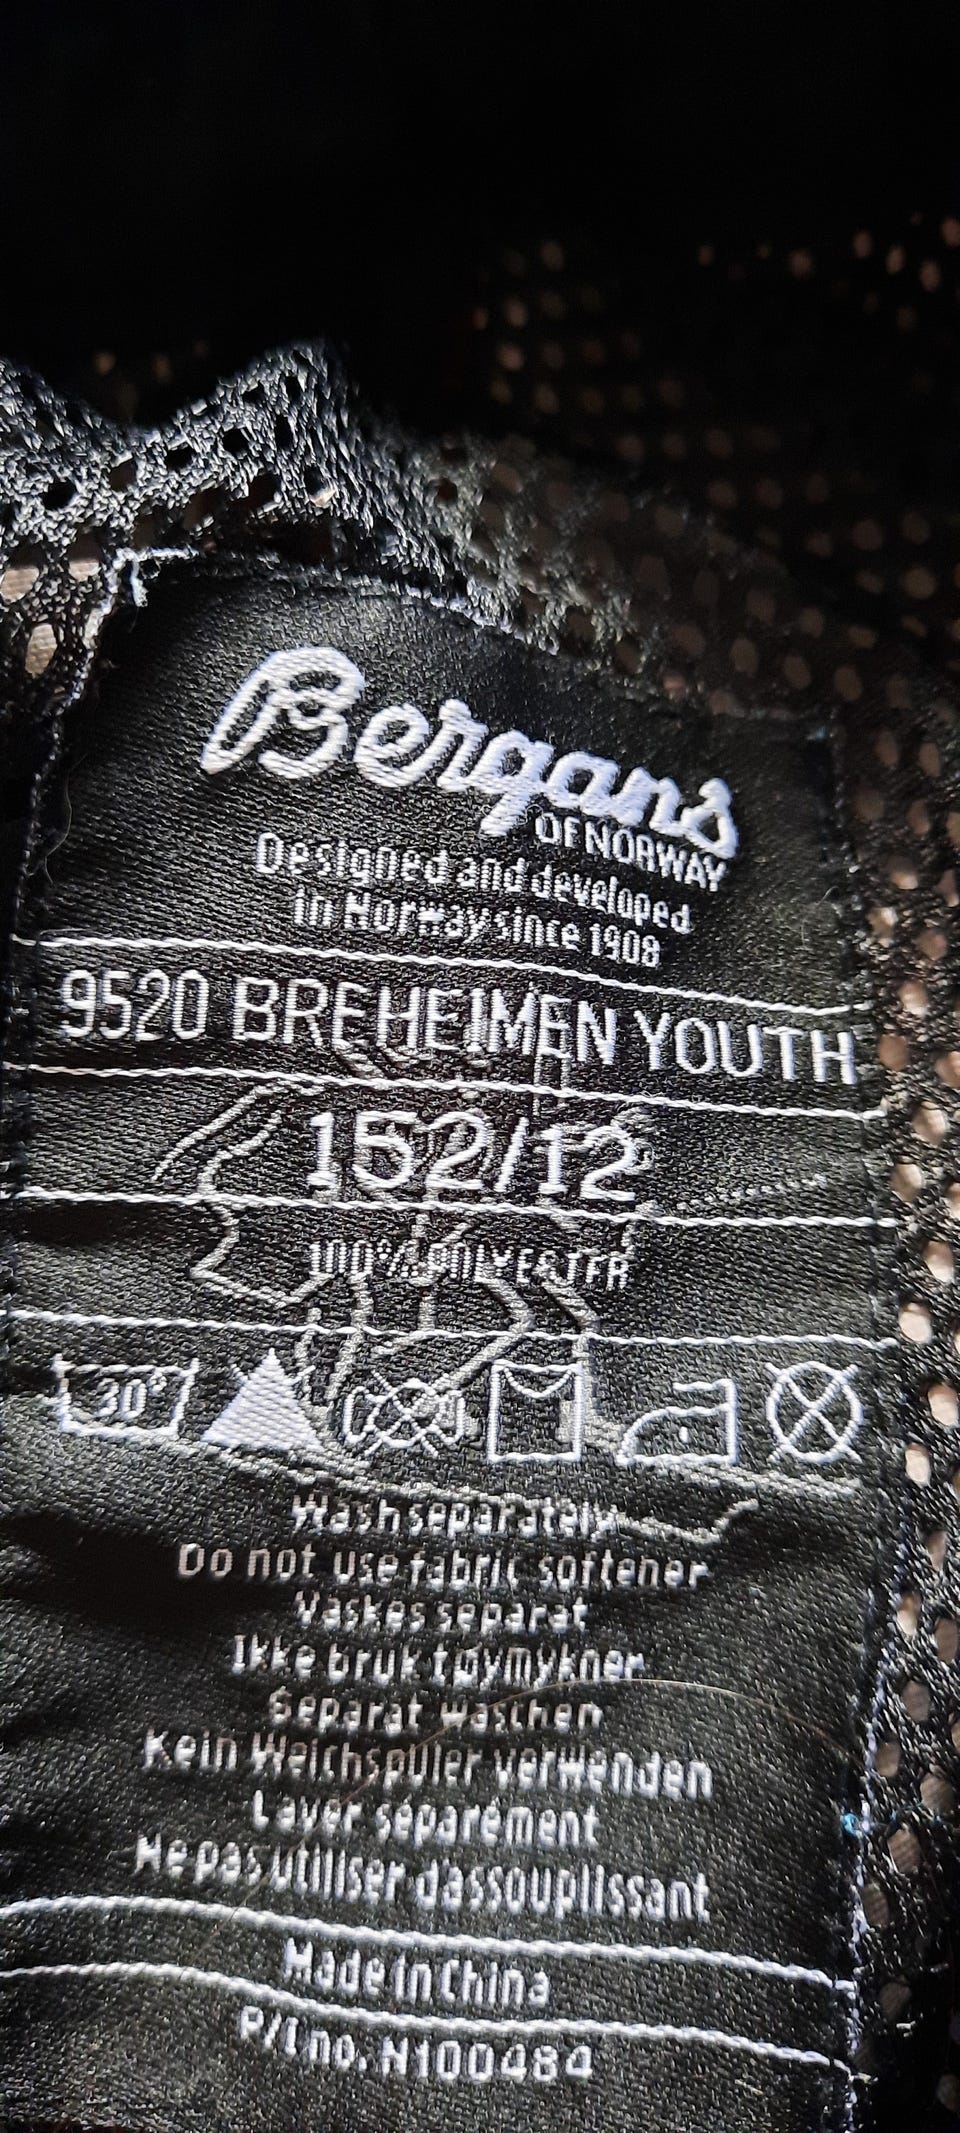 Bergans
OF NORWAY
Designed and developed
in Norway since 1908
9520 BREHEIMEN YOUTH
152/12
100% POLYESTER
30°
Wash separately
Do not use fabric softener
Vaskes separat
Ikke bruk tøymykner
Separat waschen
Kein Weichspüler verwenden
Laver séparément
Ne pas utiliser d'assouplissant
Made in China
P/I no. N100484